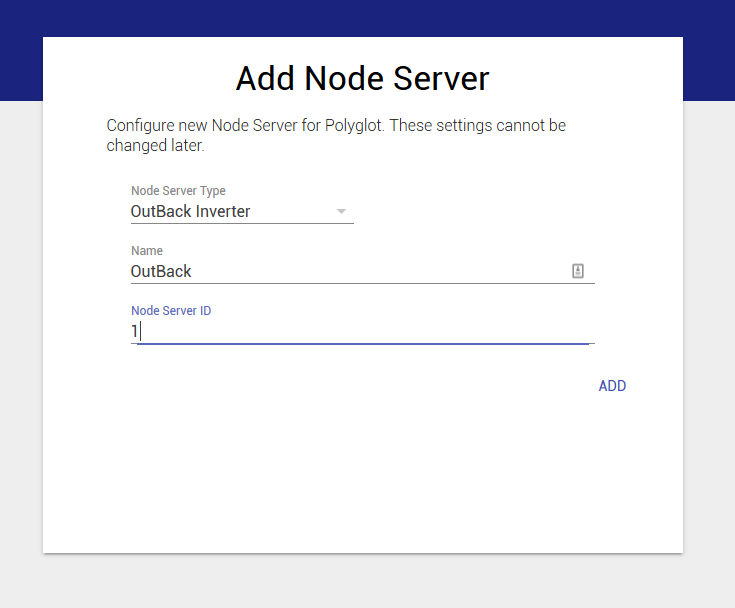 Add Node Server
Configure new Node Server for Polyglot. These settings cannot be
changed later.
Node Server Type
OutBack Inverter
Name
OutBack
Node Server ID
1
ADD